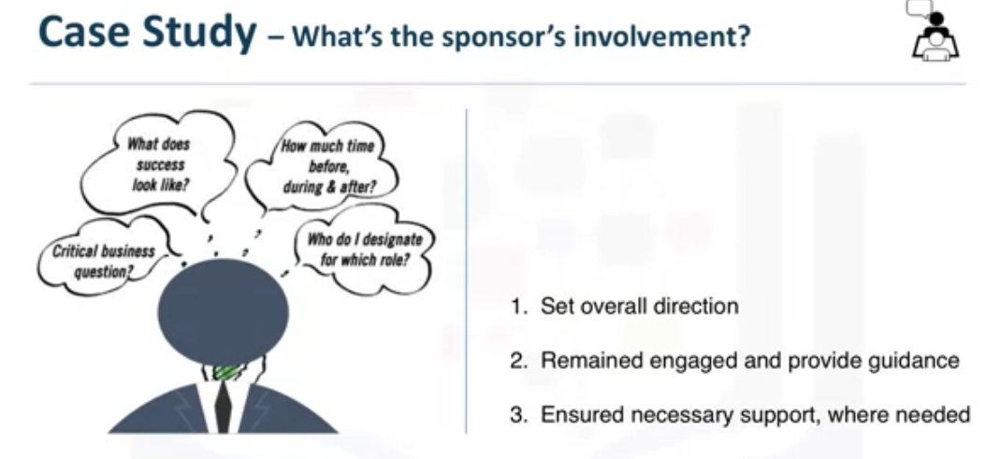 Case Study – What's the sponsor's involvement?
What does
success
look like?
How much time
before,
during & after?
Critical business
question?
Who do I designate
for which role?
1. Set overall direction
2. Remained engaged and provide guidance
3. Ensured necessary support, where needed